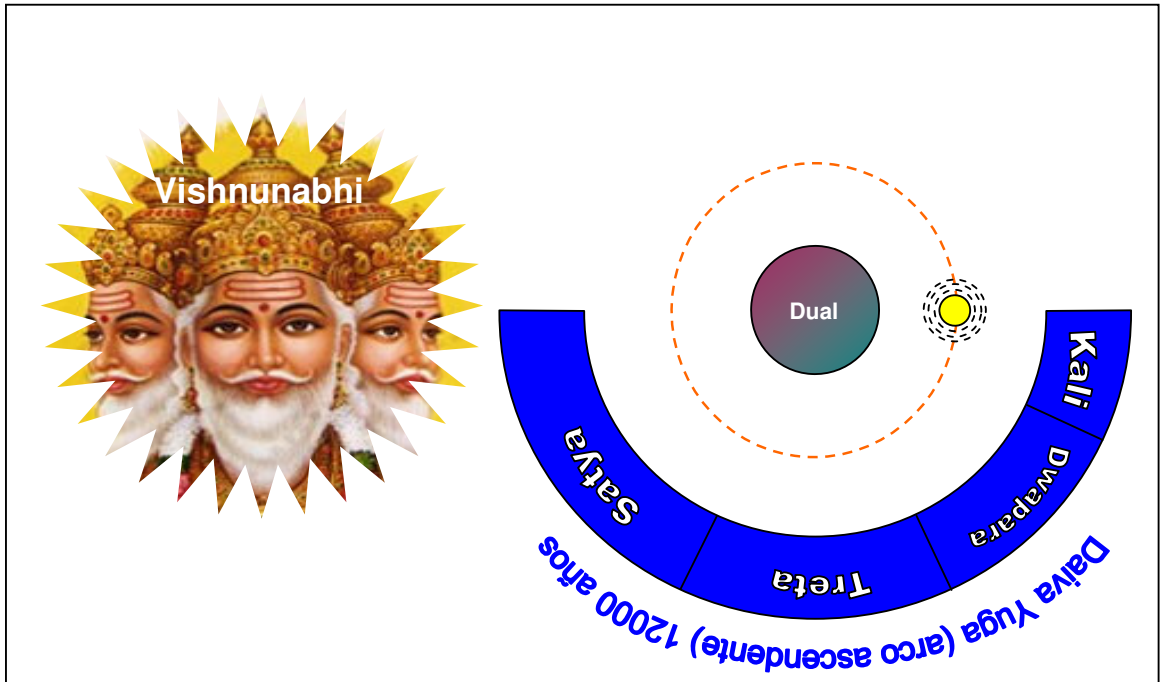 Vishnunabhi
Dual
Kali
Dwapara
Treta
Satya
Daiva Yuga (arco ascendente) 12000 años